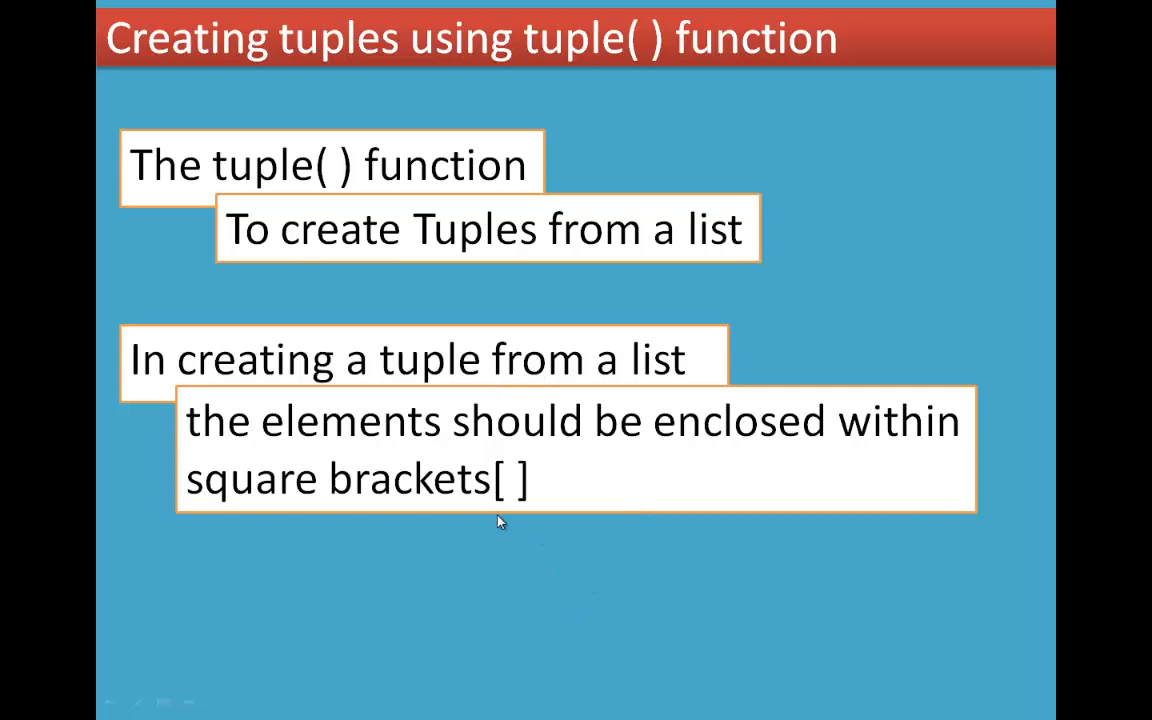 Creating tuples using tuple( ) function
The tuple( ) function
To create Tuples from a list
In creating a tuple from a list
the elements should be enclosed within
square brackets[ ]